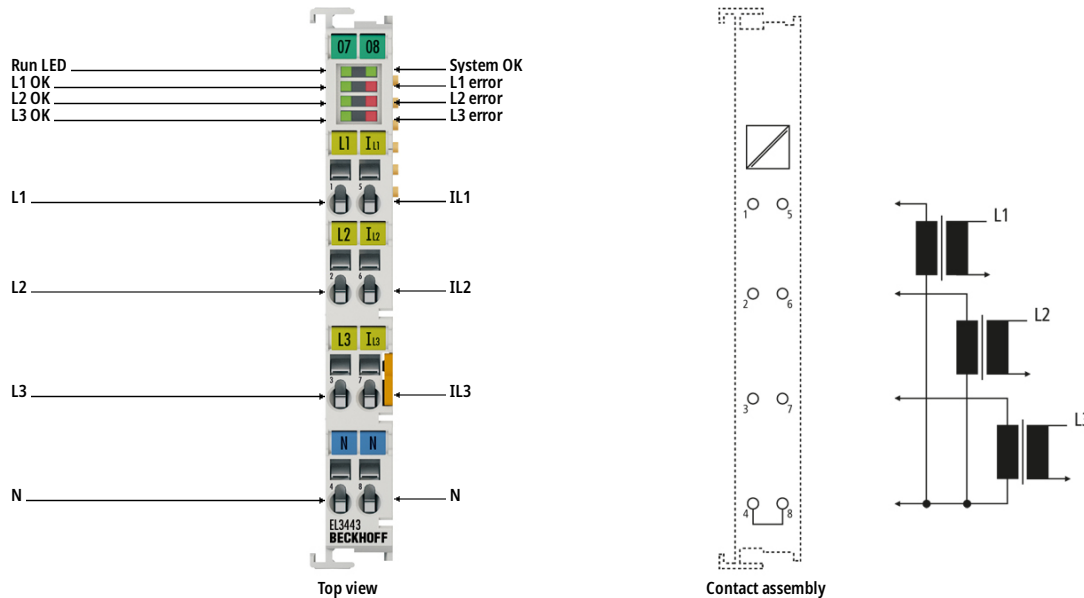 07 08
Run LED
System OK
L1 OK
L1 error
L2 OK
L2 error
L3 OK
L3 error
L1 IL1
1 5
L1
IL1
L2 IL2
2 6
L2
IL2
L3 IL3
3 7
L3
IL3
N N
4 8
N
N
EL3443
BECKHOFF
Top view
1 5
2 6
3 7
4 8
Contact assembly
L1
L2